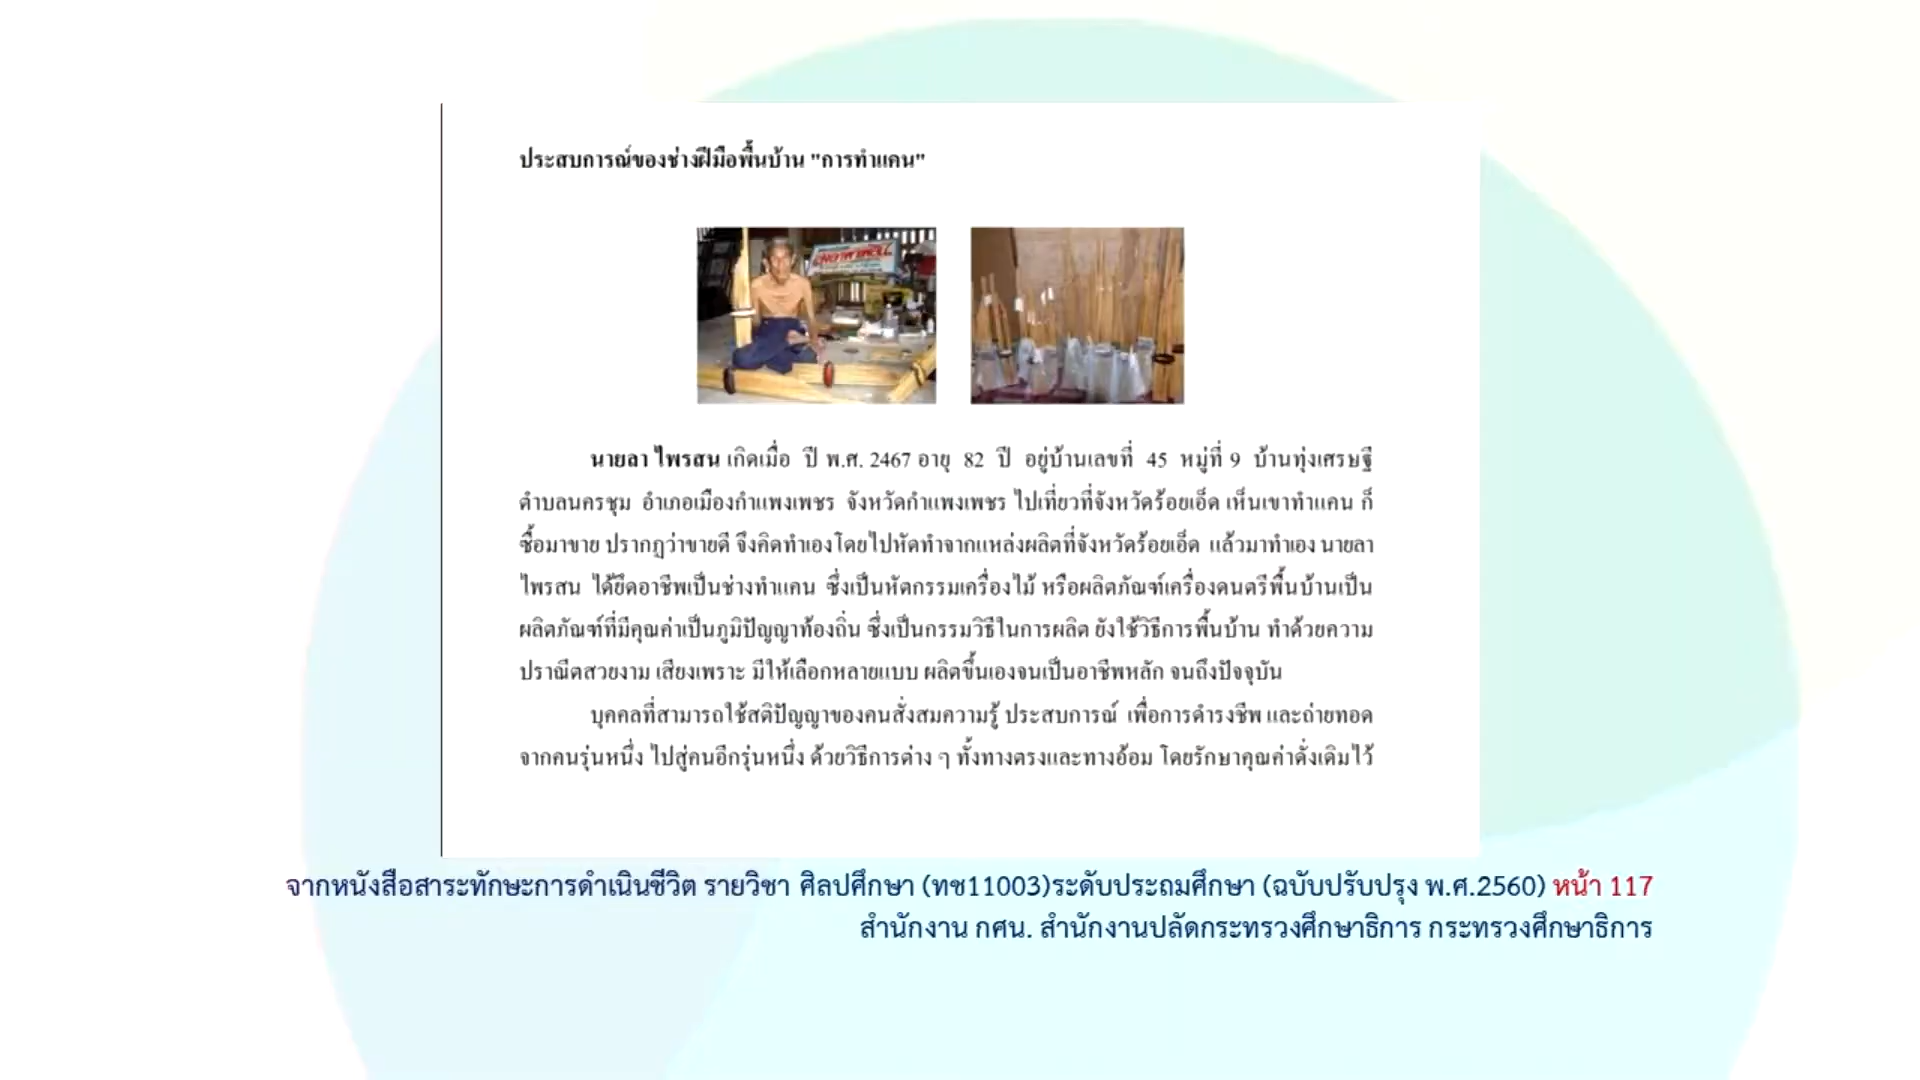 ประสบการณ์ของช่างฝีมือพื้นบ้าน "การทำแคน"
นายลา ไพรสน เกิดเมื่อ ปี พ.ศ. 2467 อายุ 82 ปี อยู่บ้านเลขที่ 45 หมู่ที่ 9 บ้านทุ่งเศรษฐี
ตำบลนครชุม อำเภอเมืองกำแพงเพชร จังหวัดกำแพงเพชร ไปเที่ยวที่จังหวัดร้อยเอ็ด เห็นเขาทำแคน ก็
ซื้อมาขาย ปรากฏว่าขายดี จึงคิดทำเองโดยไปหัดทำจากแหล่งผลิตที่จังหวัดร้อยเอ็ด แล้วมาทำเอง นายลา
ไพรสน ได้ยึดอาชีพเป็นช่างทำแคน ซึ่งเป็นหัตกรรมเครื่องไม้ หรือผลิตภัณฑ์เครื่องดนตรีพื้นบ้านเป็น
ผลิตภัณฑ์ที่มีคุณค่าเป็นภูมิปัญญาท้องถิ่น ซึ่งเป็นกรรมวิธีในการผลิต ยังใช้วิธีการพื้นบ้าน ทำด้วยความ
ปราณีตสวยงาม เสียงเพราะ มีให้เลือกหลายแบบ ผลิตขึ้นเองจนเป็นอาชีพหลัก จนถึงปัจจุบัน
บุคคลที่สามารถใช้สติปัญญาของคนสั่งสมความรู้ ประสบการณ์ เพื่อการดำรงชีพ และถ่ายทอด
จากคนรุ่นหนึ่ง ไปสู่คนอีกรุ่นหนึ่ง ด้วยวิธีการต่าง ๆ ทั้งทางตรงและทางอ้อม โดยรักษาคุณค่าดั่งเดิมไว้
จากหนังสือสาระทักษะการดำเนินชีวิต รายวิชา ศิลปศึกษา (ทช11003)ระดับประถมศึกษา (ฉบับปรับปรุง พ.ศ.2560) หน้า 117
สำนักงาน กศน. สำนักงานปลัดกระทรวงศึกษาธิการ กระทรวงศึกษาธิการ